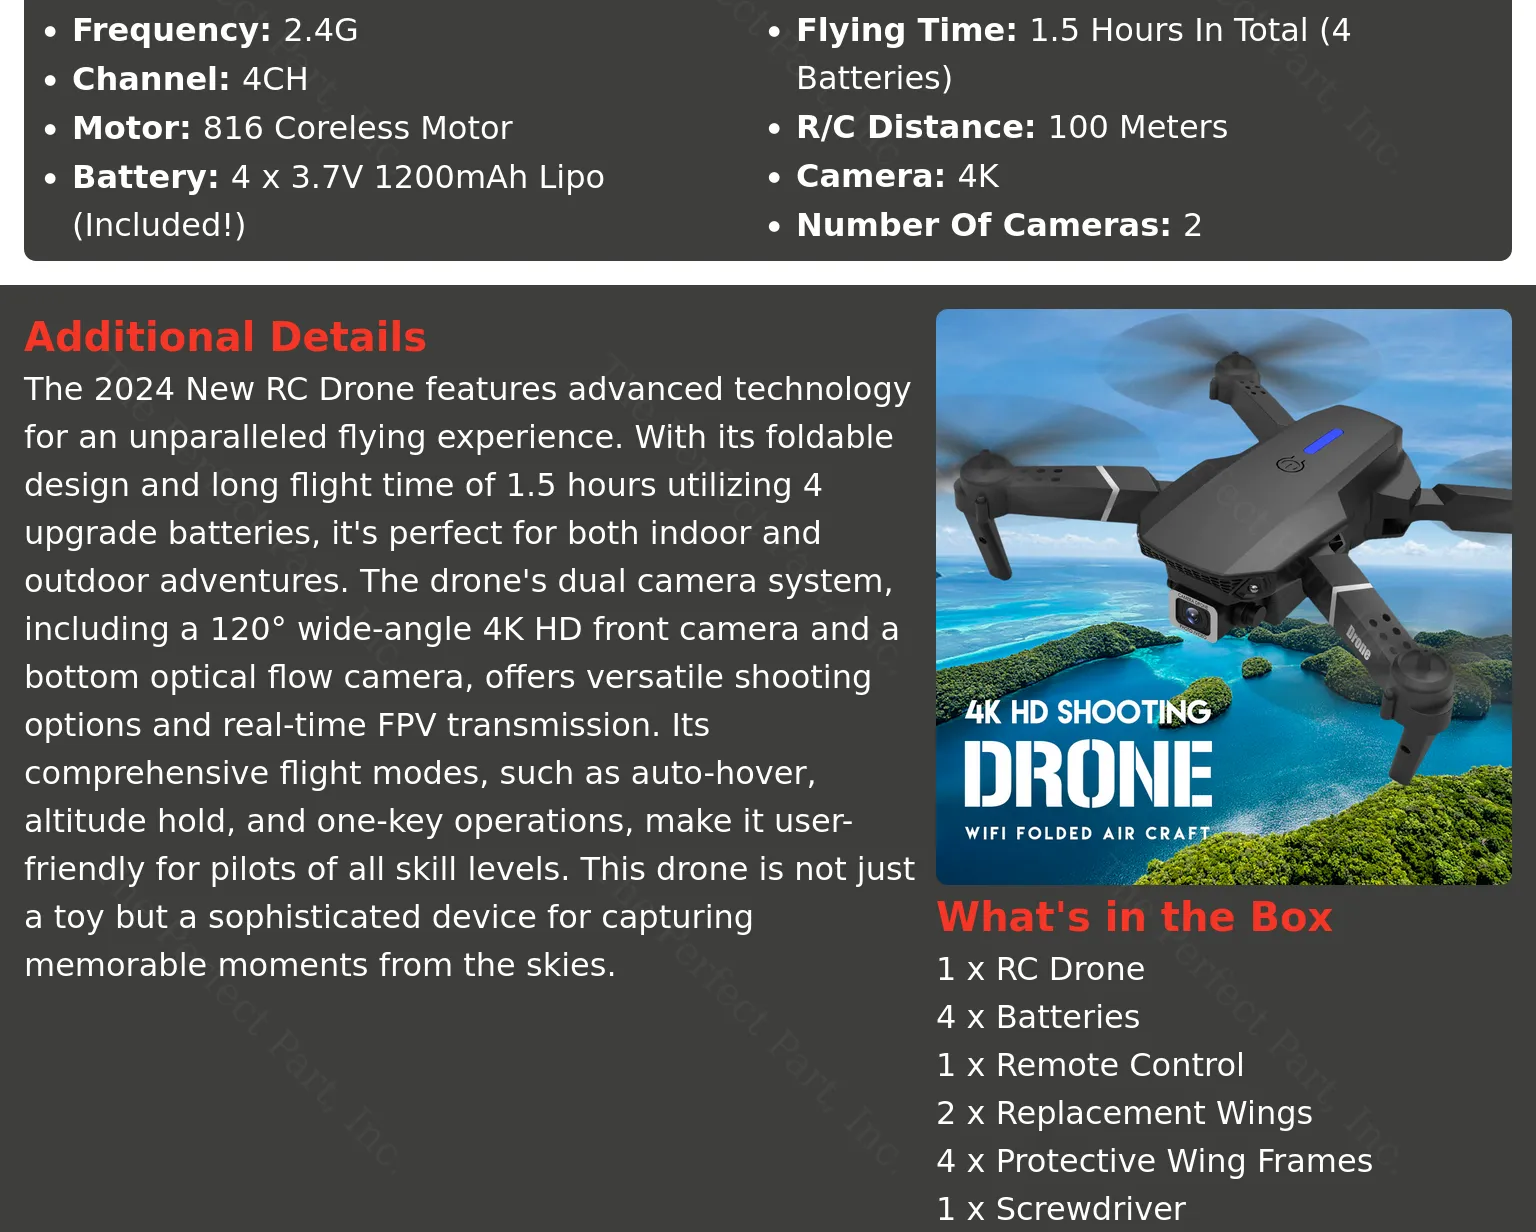 • Frequency: 2.4G
• Channel: 4CH
• Motor: 816 Coreless Motor
• Battery: 4 x 3.7V 1200mAh Lipo
(Included!)
• Flying Time: 1.5 Hours In Total (4
Batteries)
• R/C Distance: 100 Meters
• Camera: 4K
• Number Of Cameras: 2
Additional Details
The 2024 New RC Drone features advanced technology
for an unparalleled flying experience. With its foldable
design and long flight time of 1.5 hours utilizing 4
upgrade batteries, it's perfect for both indoor and
outdoor adventures. The drone's dual camera system,
including a 120° wide-angle 4K HD front camera and a
bottom optical flow camera, offers versatile shooting
options and real-time FPV transmission. Its
comprehensive flight modes, such as auto-hover,
altitude hold, and one-key operations, make it user-
friendly for pilots of all skill levels. This drone is not just
a toy but a sophisticated device for capturing
memorable moments from the skies.
Drone
4K HD SHOOTING
DRONE
WIFI FOLDED AIR CRAFT
What's in the Box
1 x RC Drone
4 x Batteries
1 x Remote Control
2 x Replacement Wings
4 x Protective Wing Frames
1 x Screwdriver
The Perfect Part, Inc.